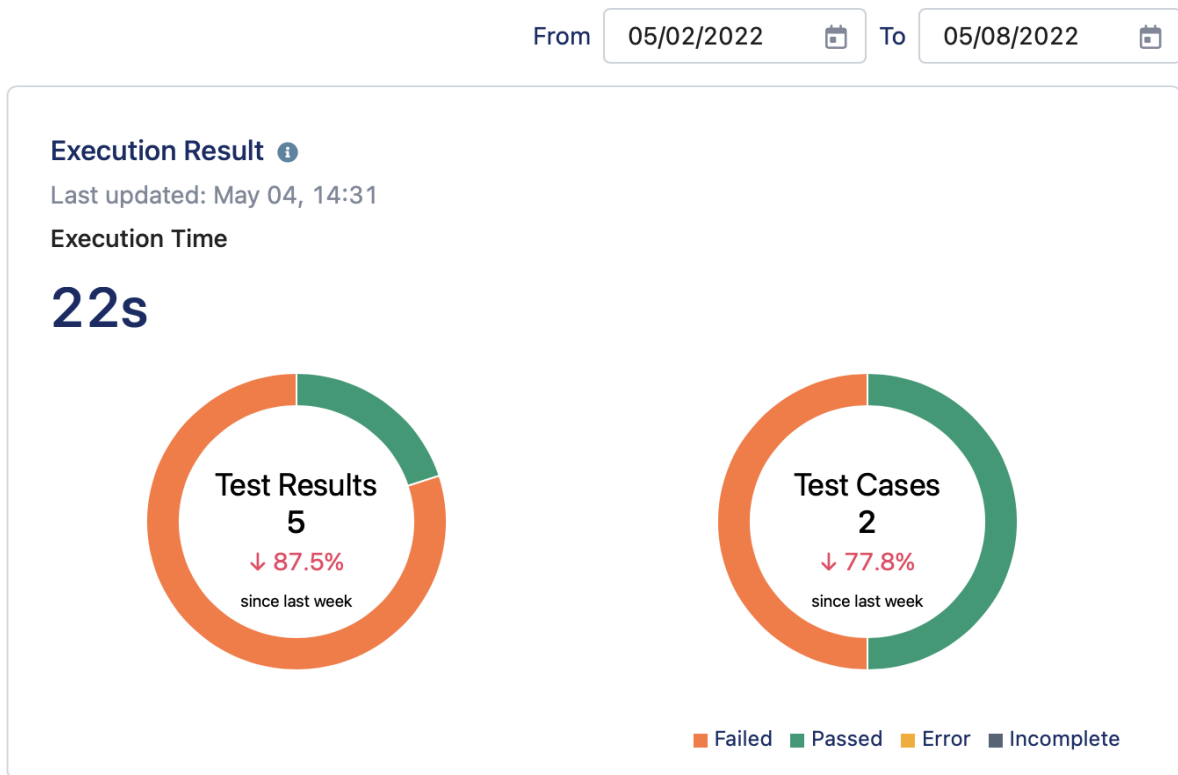 From 05/02/2022 To 05/08/2022
Execution Result
Last updated: May 04, 14:31
Execution Time
22s
Test Results
5
↓ 87.5%
since last week
Test Cases
2
↓ 77.8%
since last week
Failed Passed Error Incomplete